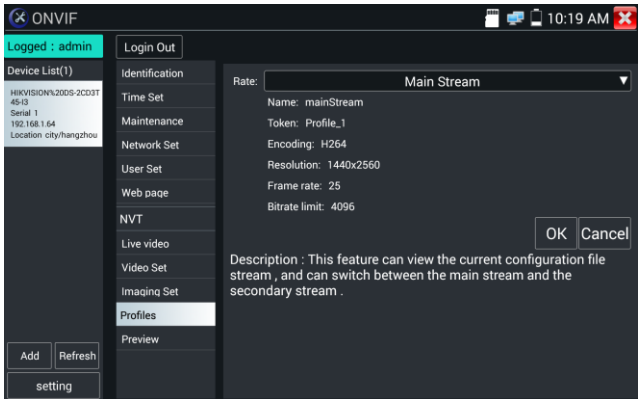 ONVIF
10:19 AM
Logged : admin
Login Out
Device List(1)
HIKVISION%20DS-2CD3T
45-I3
Serial 1
192.168.1.64
Location city/hangzhou
Add
Refresh
setting
Identification
Time Set
Maintenance
Network Set
User Set
Web page
NVT
Live video
Video Set
Imaging Set
Profiles
Preview
Rate:
Main Stream
Name: mainStream
Token: Profile_1
Encoding: H264
Resolution: 1440x2560
Frame rate: 25
Bitrate limit: 4096
OK
Cancel
Description : This feature can view the current configuration file
stream , and can switch between the main stream and the
secondary stream .